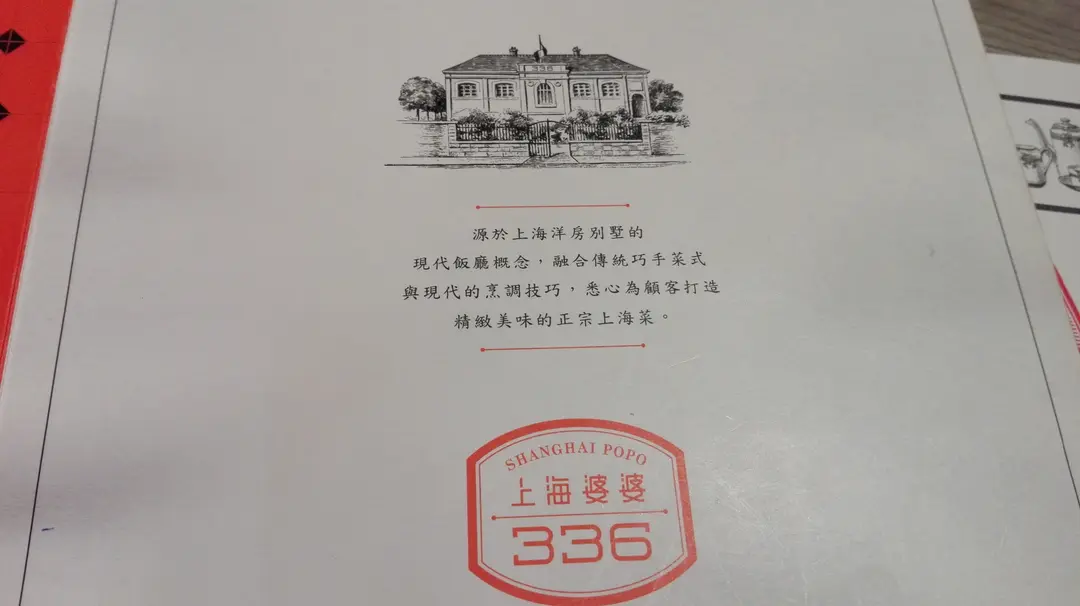 336
源於上海洋房別墅的
現代飯廳概念，融合傳統巧手菜式
與現代的烹調技巧，悉心為顧客打造
精緻美味的正宗上海菜。
SHANGHAI POPO
上海婆婆
336